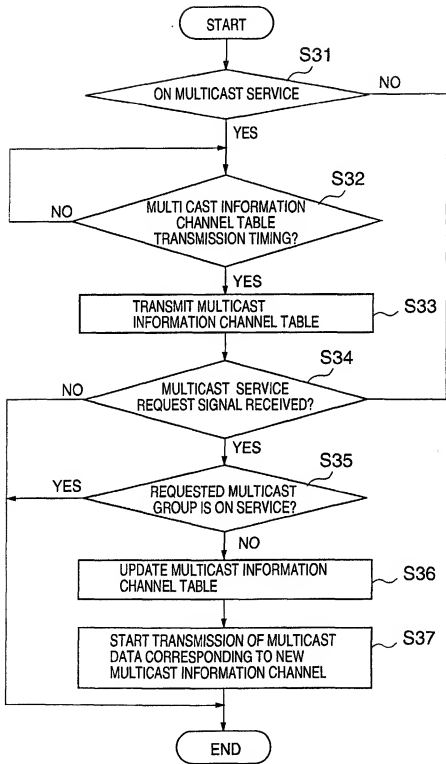 START
S31
ON MULTICAST SERVICE
NO
YES
S32
NO
MULTI CAST INFORMATION
CHANNEL TABLE
TRANSMISSION TIMING?
YES
TRANSMIT MULTICAST
INFORMATION CHANNEL TABLE
S33
S34
NO
MULTICAST SERVICE
REQUEST SIGNAL RECEIVED?
YES
S35
YES
REQUESTED MULTICAST
GROUP IS ON SERVICE?
NO
UPDATE MULTICAST INFORMATION
CHANNEL TABLE
S36
START TRANSMISSION OF MULTICAST
DATA CORRESPONDING TO NEW
MULTICAST INFORMATION CHANNEL
S37
END